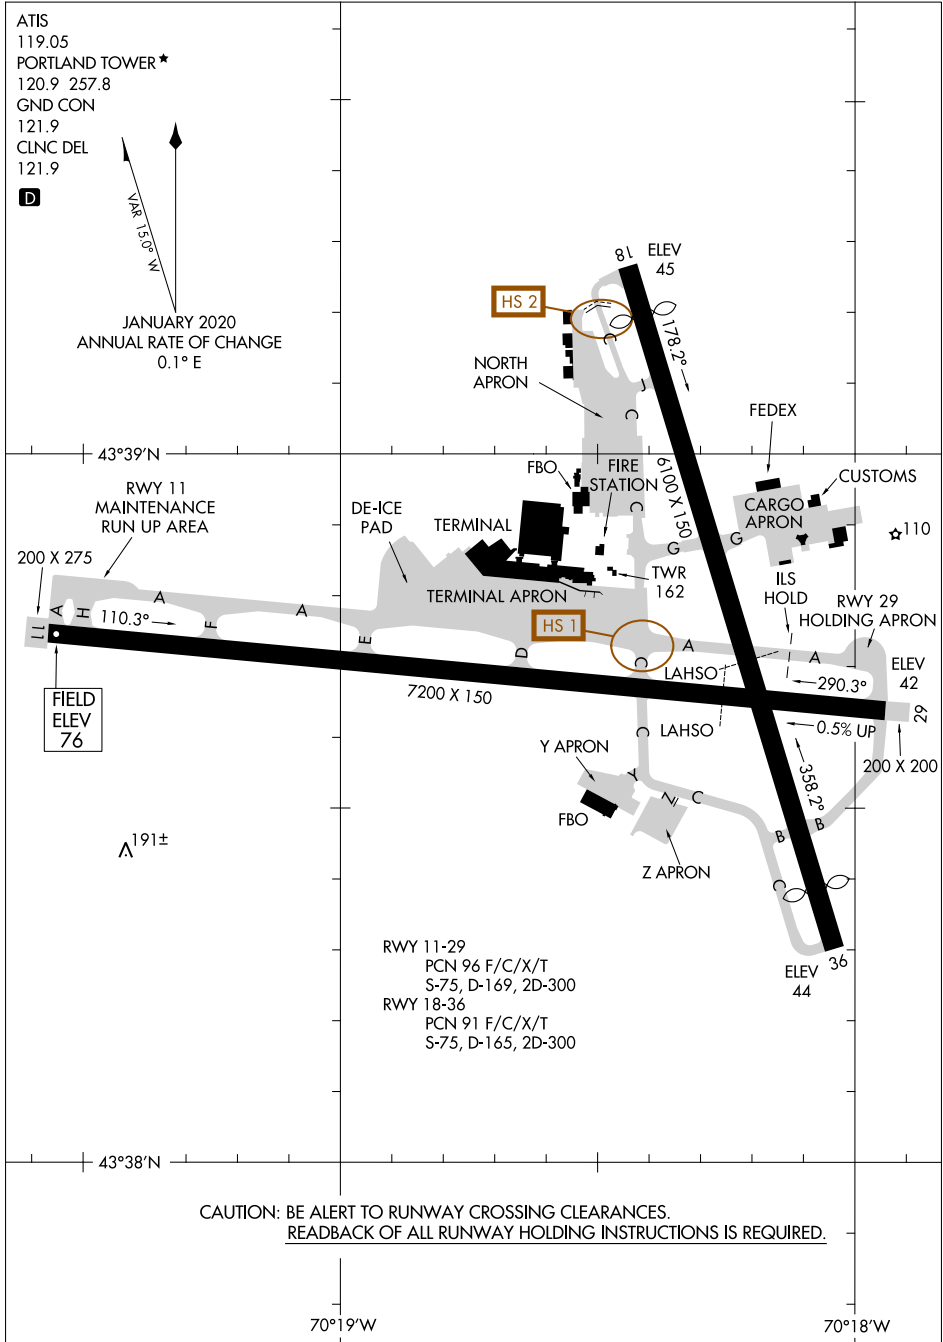 ATIS
119.05
PORTLAND TOWER★
120.9 257.8
GND CON
121.9
CLNC DEL
121.9
D
VAR 15.0° W
JANUARY 2020
ANNUAL RATE OF CHANGE
0.1° E
18
ELEV
45
HS 2
C
178.2°
J
NORTH
APRON
C
FEDEX
43°39'N
6100 X 150
FBO
FIRE
STATION
CUSTOMS
RWY 11
MAINTENANCE
RUN UP AREA
DE-ICE
PAD
TERMINAL
C
CARGO
APRON
110
G
G
200 X 275
TWR
162
ILS
HOLD
TERMINAL APRON
RWY 29
HOLDING APRON
A
H
A
A
110.3°
F
E
D
HS 1
C
A
A
LAHSO
ELEV
42
11
290.3°
7200 X 150
29
FIELD
ELEV
76
LAHSO
0.5% UP
C
Y APRON
200 X 200
Y
358.2°
Z
C
FBO
B
B
191±
Z APRON
C
RWY 11-29
PCN 96 F/C/X/T
S-75, D-169, 2D-300
RWY 18-36
PCN 91 F/C/X/T
S-75, D-165, 2D-300
36
ELEV
44
43°38'N
CAUTION: BE ALERT TO RUNWAY CROSSING CLEARANCES.
READBACK OF ALL RUNWAY HOLDING INSTRUCTIONS IS REQUIRED.
70°19'W
70°18'W